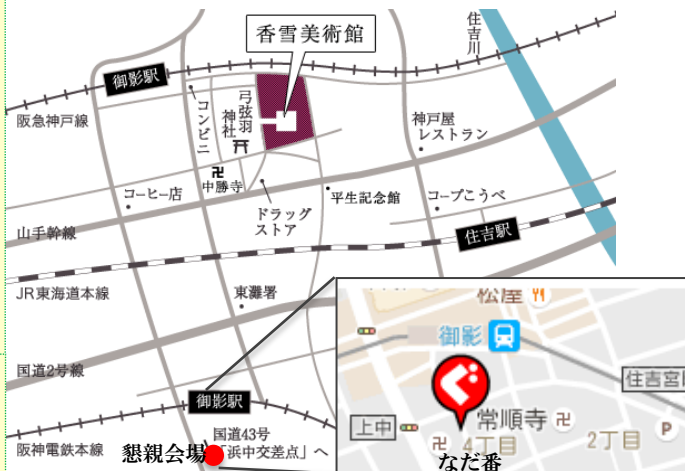 香雪美術館
住吉川
御影駅
阪急神戸線
コンビニ
弓弦羽
神社
神戸屋
レストラン
中勝寺
コーヒー店
ドラッグ
ストア
平生記念館
コープこうべ
山手幹線
住吉駅
JR東海道本線
東灘署
国道2号線
御影駅
国道43号
「浜中交差点」へ
阪神電鉄本線
懇親会場
松屋
御影
住吉宮
上中
常順寺
4丁目
2丁目
P
なだ番